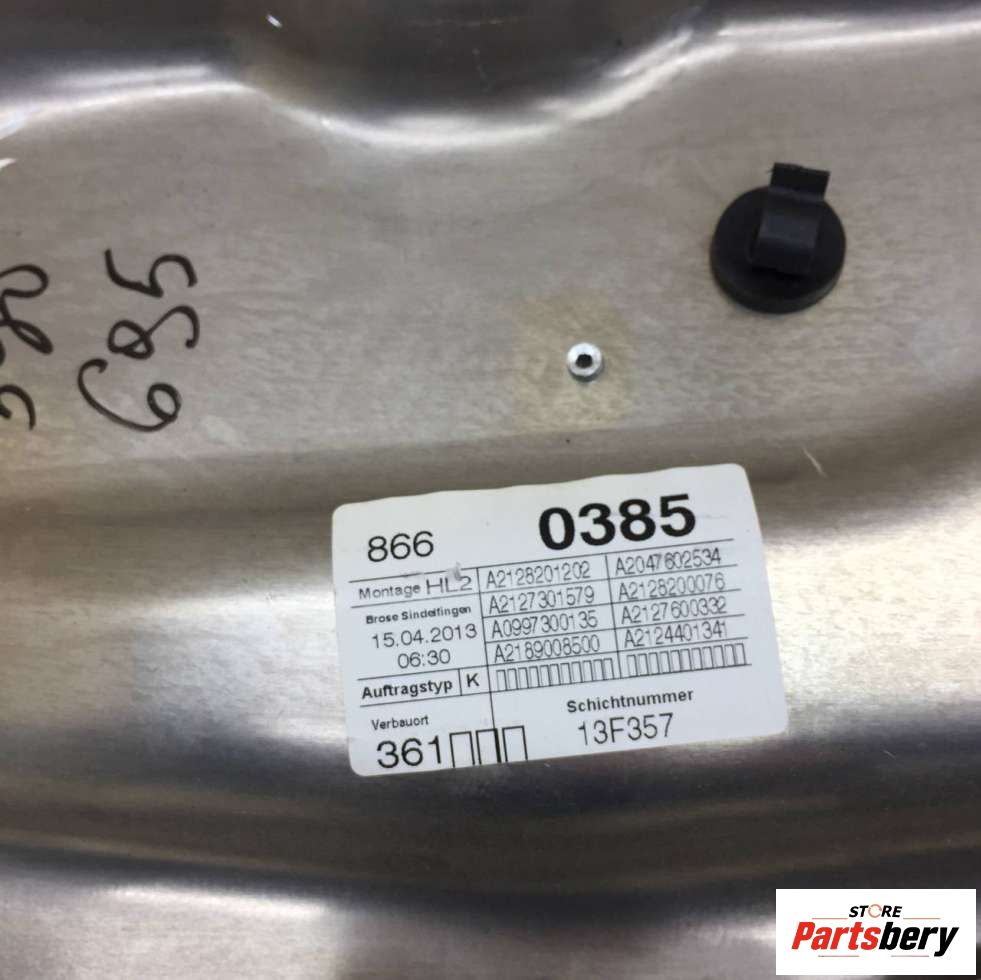 685
866 0385
Montage HL2 A2128201202 A2047602534
Brose Sindelfingen A2127301579 A2128200076
15.04.2013 A0997300135 A2127600332
06:30 A2189008500 A2124401341
Auftragstyp K
Verbauort Schichtnummer
361 13F357
STORE
Partsbery